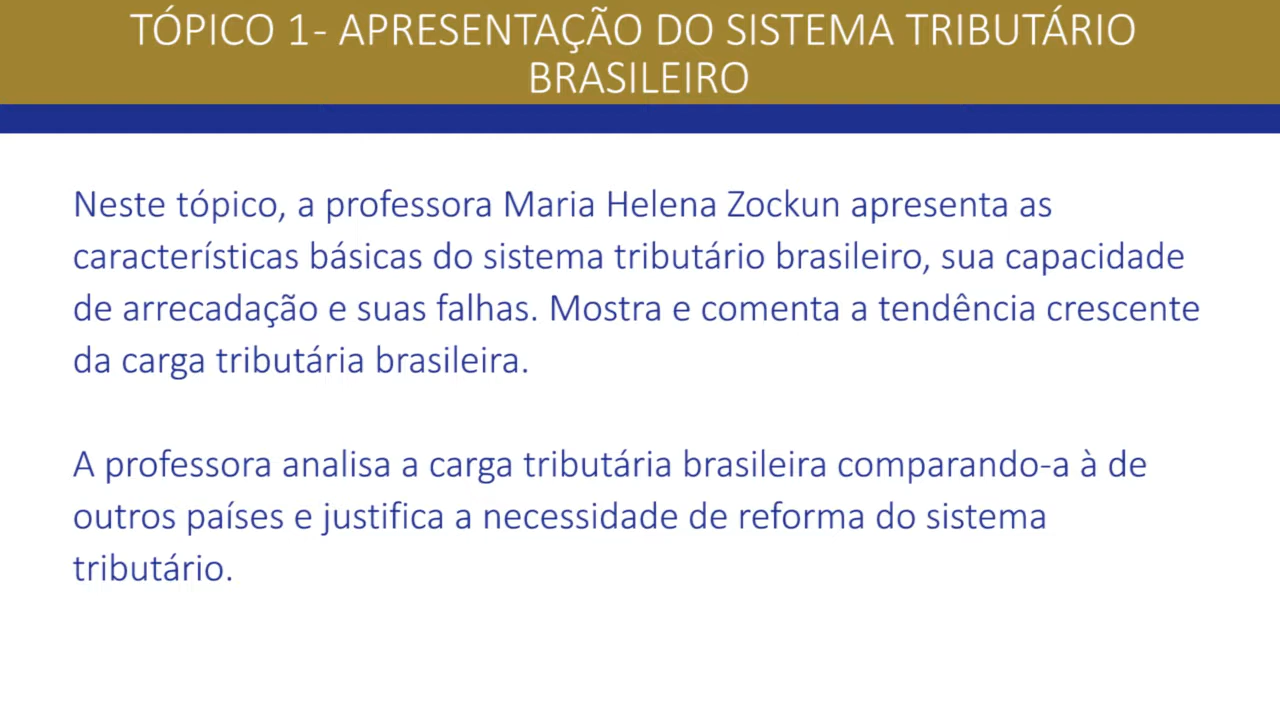 TÓPICO 1- APRESENTAÇÃO DO SISTEMA TRIBUTÁRIO
BRASILEIRO
Neste tópico, a professora Maria Helena Zockun apresenta as
características básicas do sistema tributário brasileiro, sua capacidade
de arrecadação e suas falhas. Mostra e comenta a tendência crescente
da carga tributária brasileira.
A professora analisa a carga tributária brasileira comparando-a à de
outros países e justifica a necessidade de reforma do sistema
tributário.